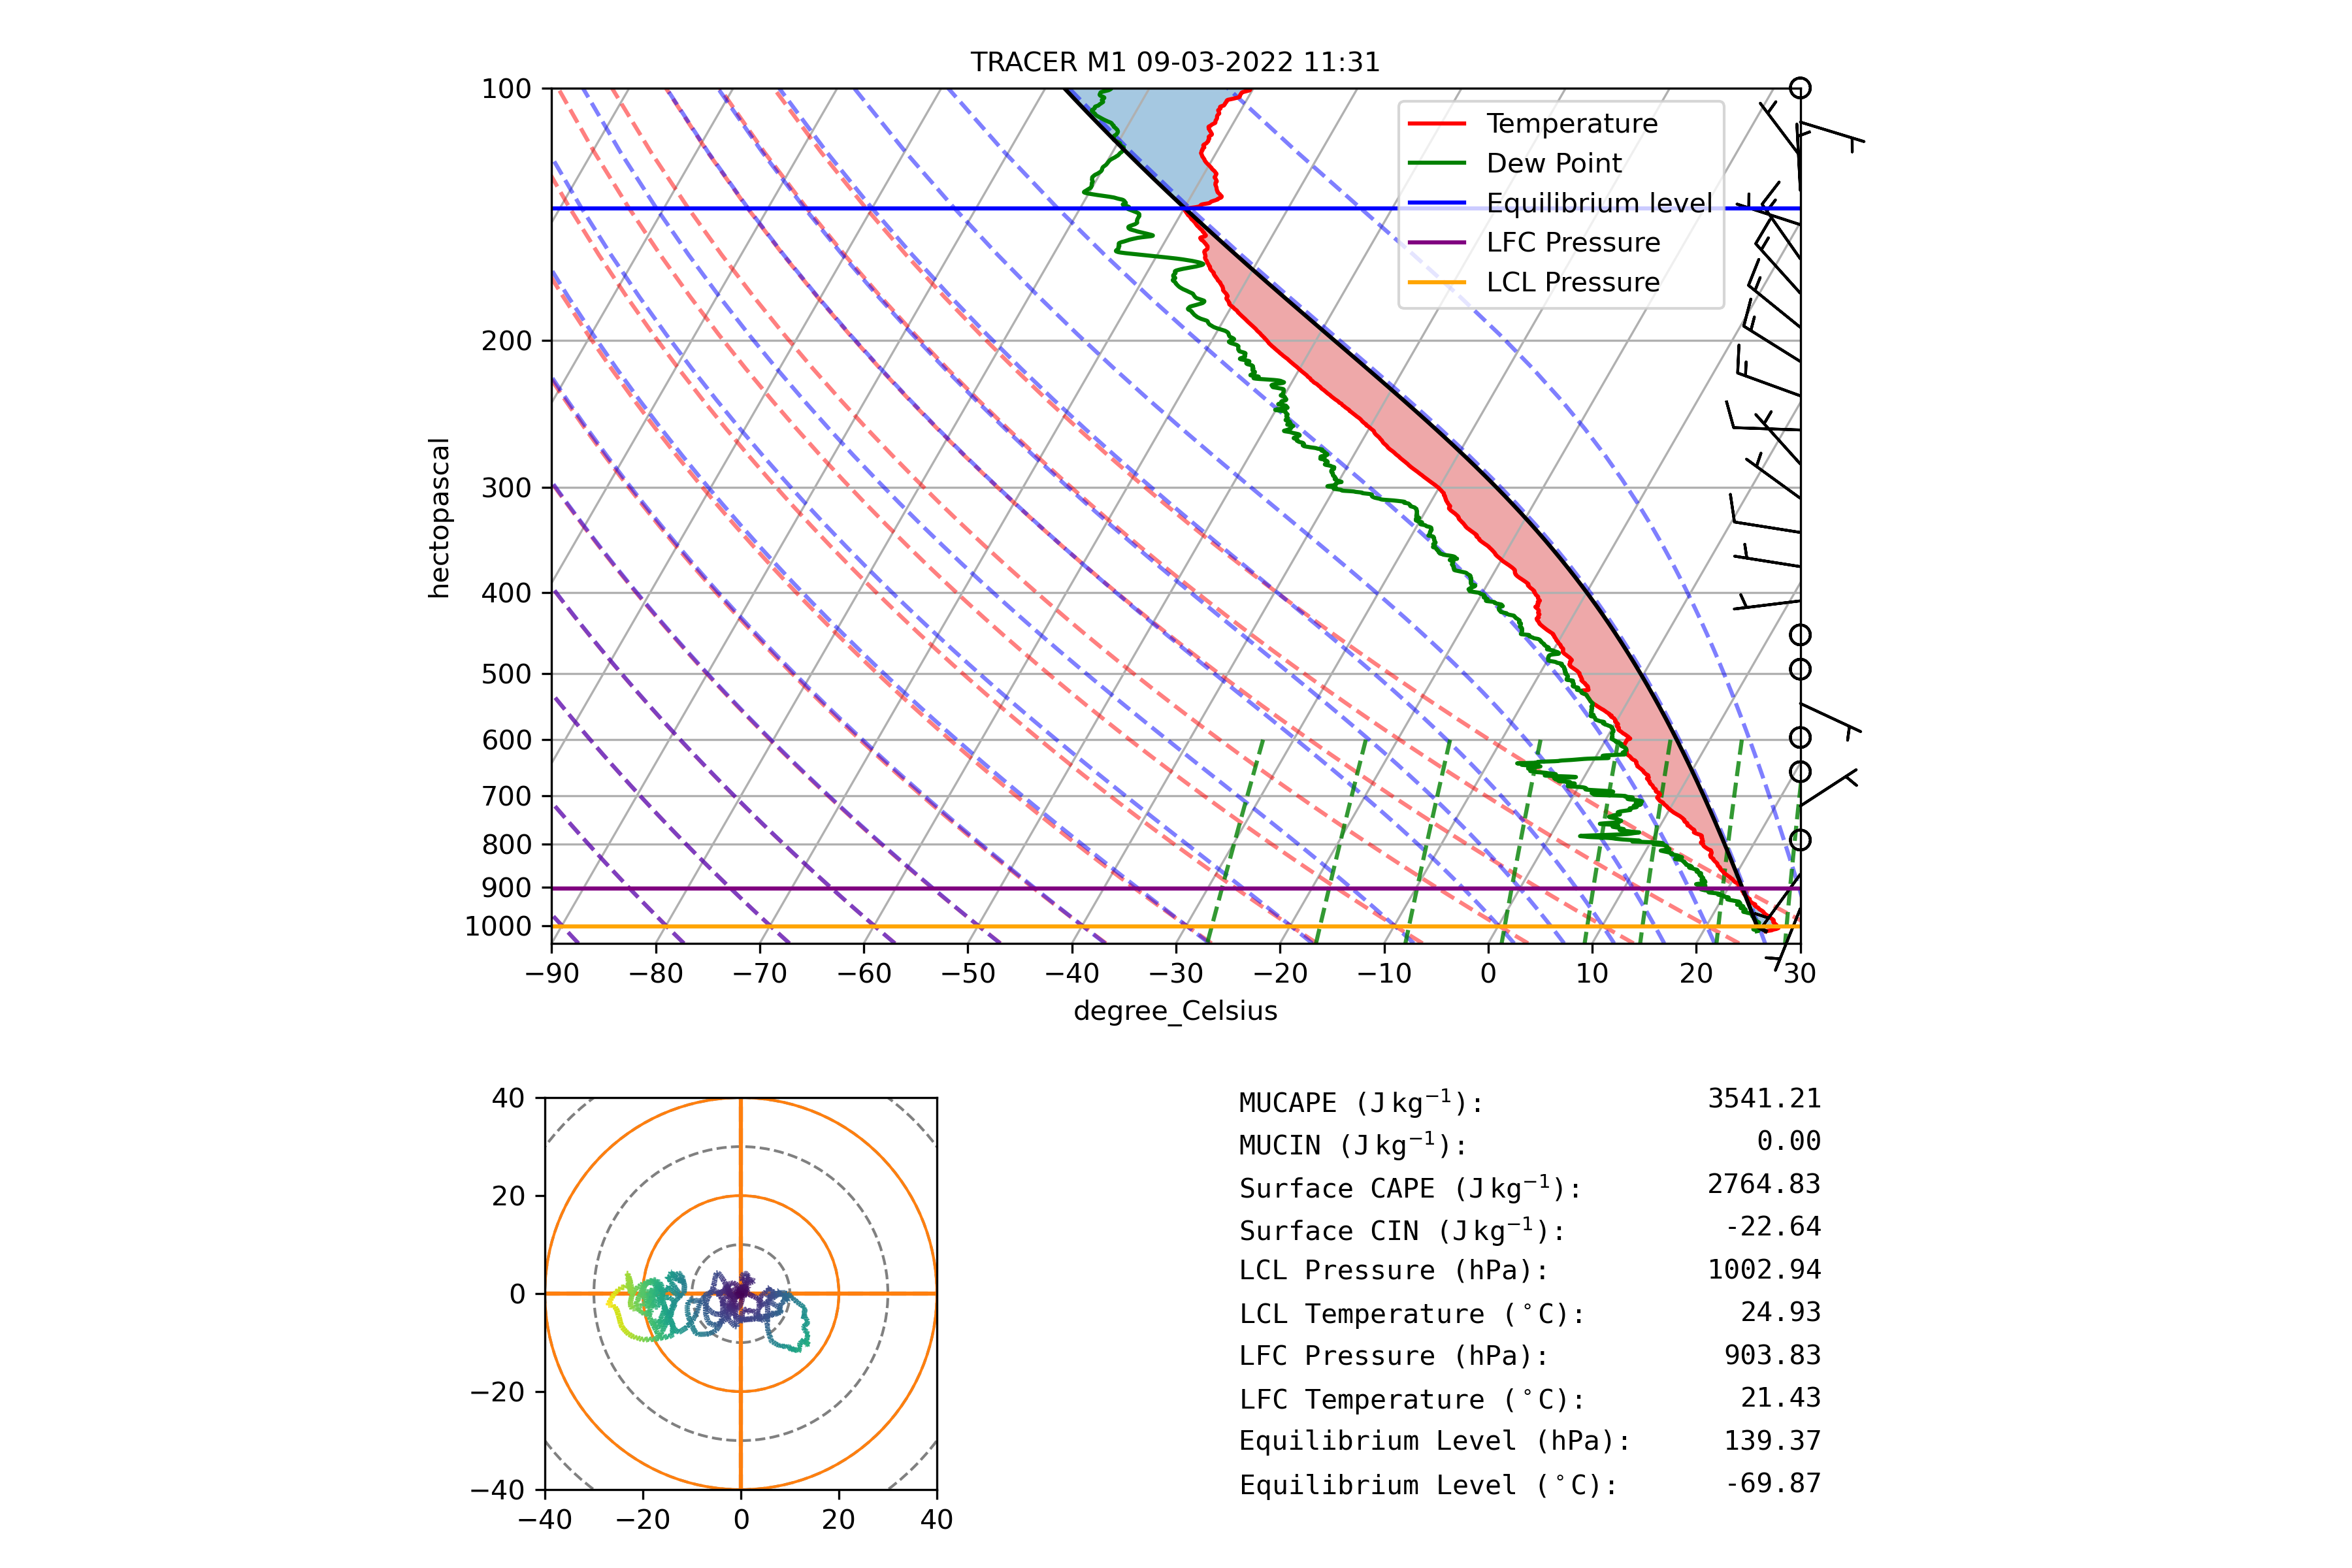 TRACER M1 09-03-2022 11:31
100
200
300
400
500
600
700
800
900
1000
hectopascal
Temperature
Dew Point
Equilibrium level
LFC Pressure
LCL Pressure
−90 −80 −70 −60 −50 −40 −30 −20 −10 0 10 20 30
degree_Celsius
40
20
0
−20
−40
−40 −20 0 20 40
MUCAPE (J kg⁻¹): 3541.21
MUCIN (J kg⁻¹): 0.00
Surface CAPE (J kg⁻¹): 2764.83
Surface CIN (J kg⁻¹): -22.64
LCL Pressure (hPa): 1002.94
LCL Temperature (°C): 24.93
LFC Pressure (hPa): 903.83
LFC Temperature (°C): 21.43
Equilibrium Level (hPa): 139.37
Equilibrium Level (°C): -69.87